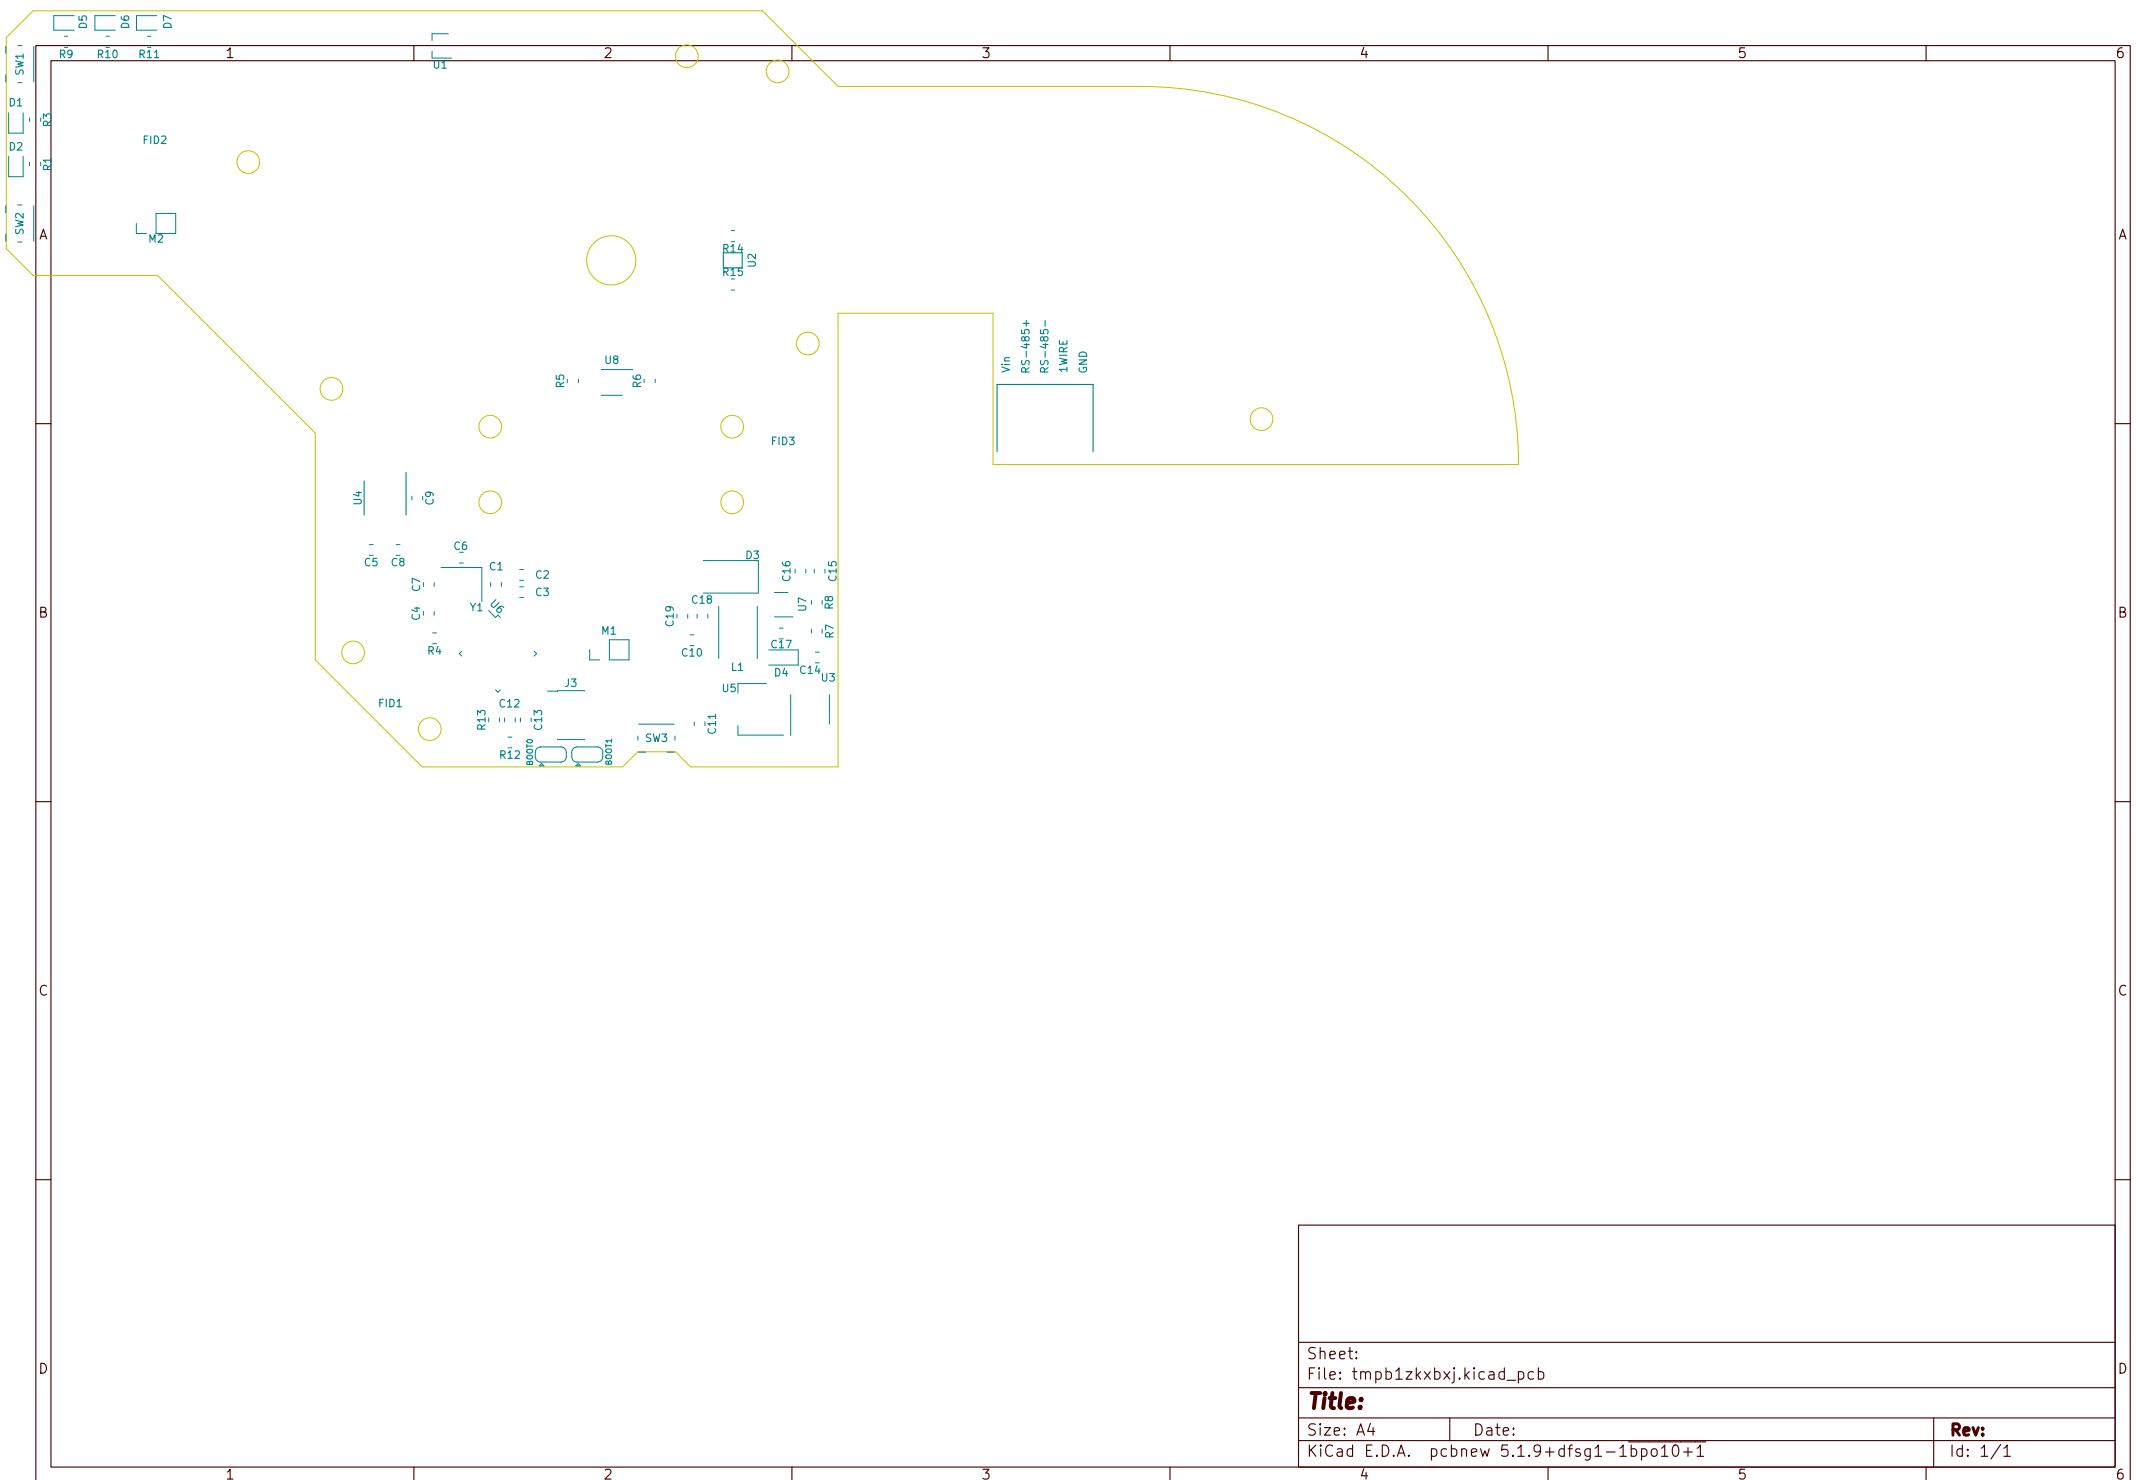 D5
D6
D7
R9
R10
R11
SW1
U1
1
2
3
4
5
6
D1
R3
FID2
D2
R1
SW2
M2
A
A
R14
U2
R15
Vin
RS-485+
RS-485-
1WIRE
GND
U8
R5
R6
FID3
U4
C9
C6
C5
C8
C1
C2
C3
C7
Y1
U6
C4
R4
D3
C16
C15
C18
C19
U7
R8
R7
C17
C10
L1
D4
C14
U3
U5
M1
B
B
J3
FID1
C12
R13
C13
R12
BOOT0
BOOT1
SW3
C11
C
C
D
D
Sheet:
File: tmpb1zkxbxj.kicad_pcb
Title:
Size: A4
Date:
Rev:
KiCad E.D.A. pcbnew 5.1.9+dfsg1-1bpo10+1
Id: 1/1
1
2
3
4
5
6